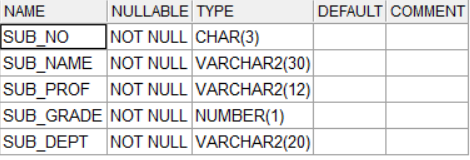 NAME NULLABLE TYPE DEFAULT COMMENT
SUB_NO NOT NULL CHAR(3)
SUB_NAME NOT NULL VARCHAR2(30)
SUB_PROF NOT NULL VARCHAR2(12)
SUB_GRADE NOT NULL NUMBER(1)
SUB_DEPT NOT NULL VARCHAR2(20)